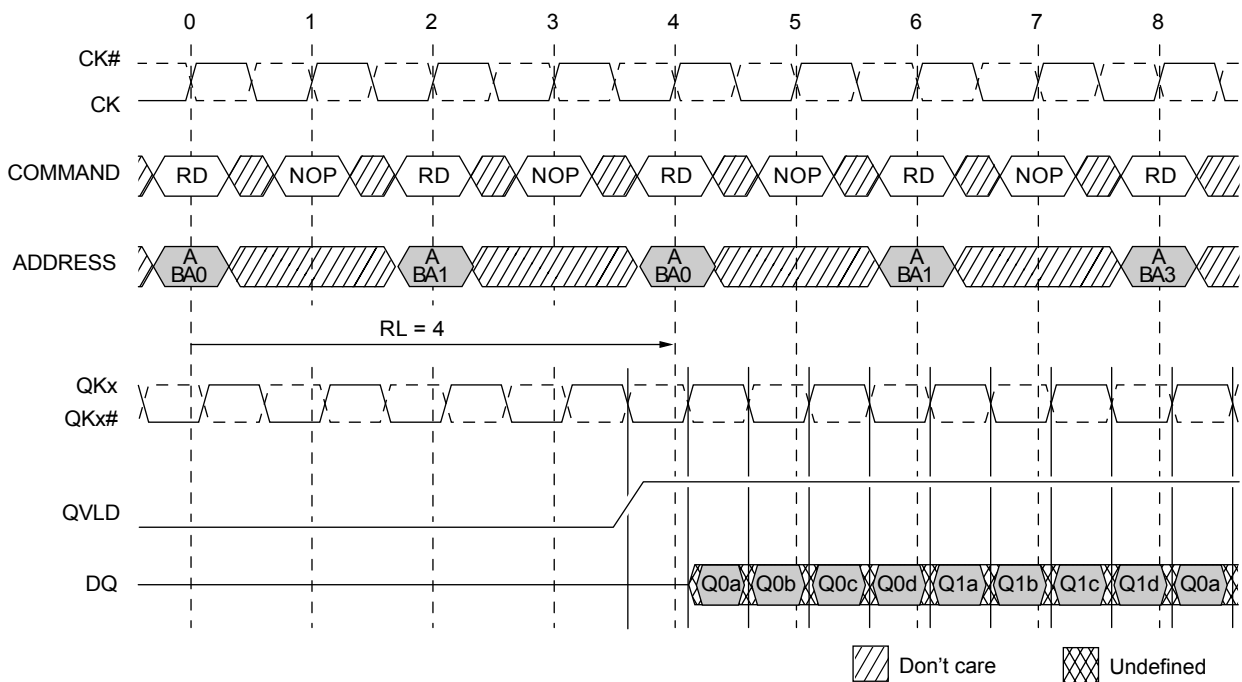 0 1 2 3 4 5 6 7 8
CK#
CK
COMMAND RD NOP RD NOP RD NOP RD NOP RD
ADDRESS A BA0 A BA1 A BA0 A BA1 A BA3
RL = 4
QKx
QKx#
QVLD
DQ Q0a Q0b Q0c Q0d Q1a Q1b Q1c Q1d Q0a
Don't care Undefined